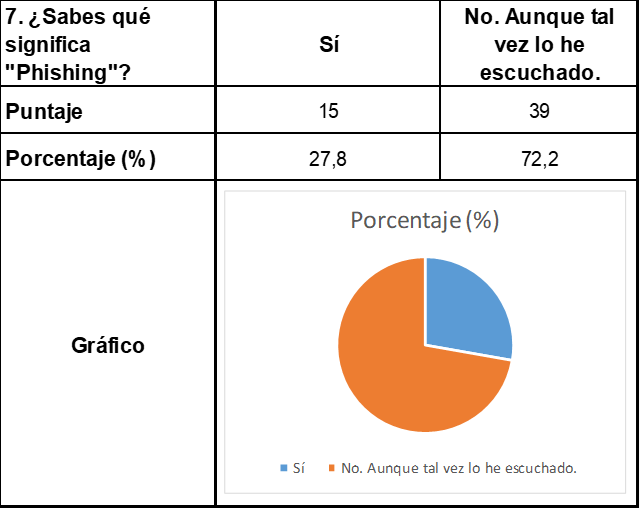 7. ¿Sabes qué
significa
"Phishing"?
Sí
No. Aunque tal
vez lo he
escuchado.
Puntaje
15
39
Porcentaje (%)
27,8
72,2
Gráfico
Porcentaje (%)
Sí
No. Aunque tal vez lo he escuchado.